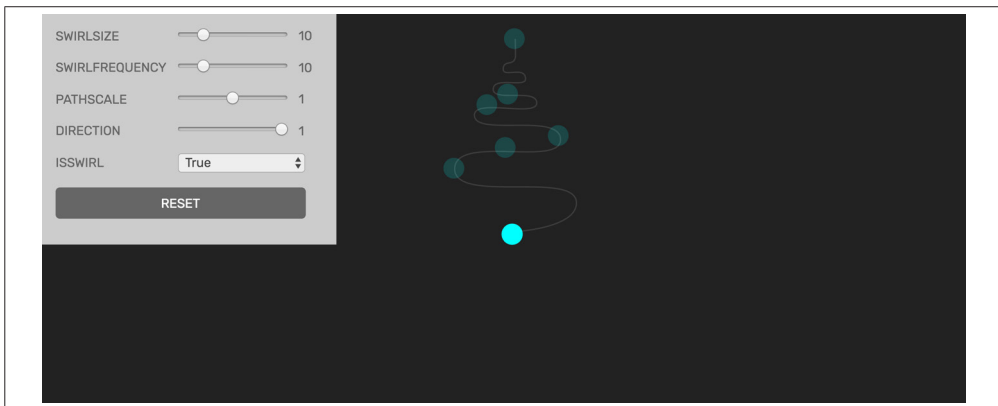 SWIRLSIZE 10
SWIRLFREQUENCY 10
PATHSCALE 1
DIRECTION 1
ISSWIRL True
RESET